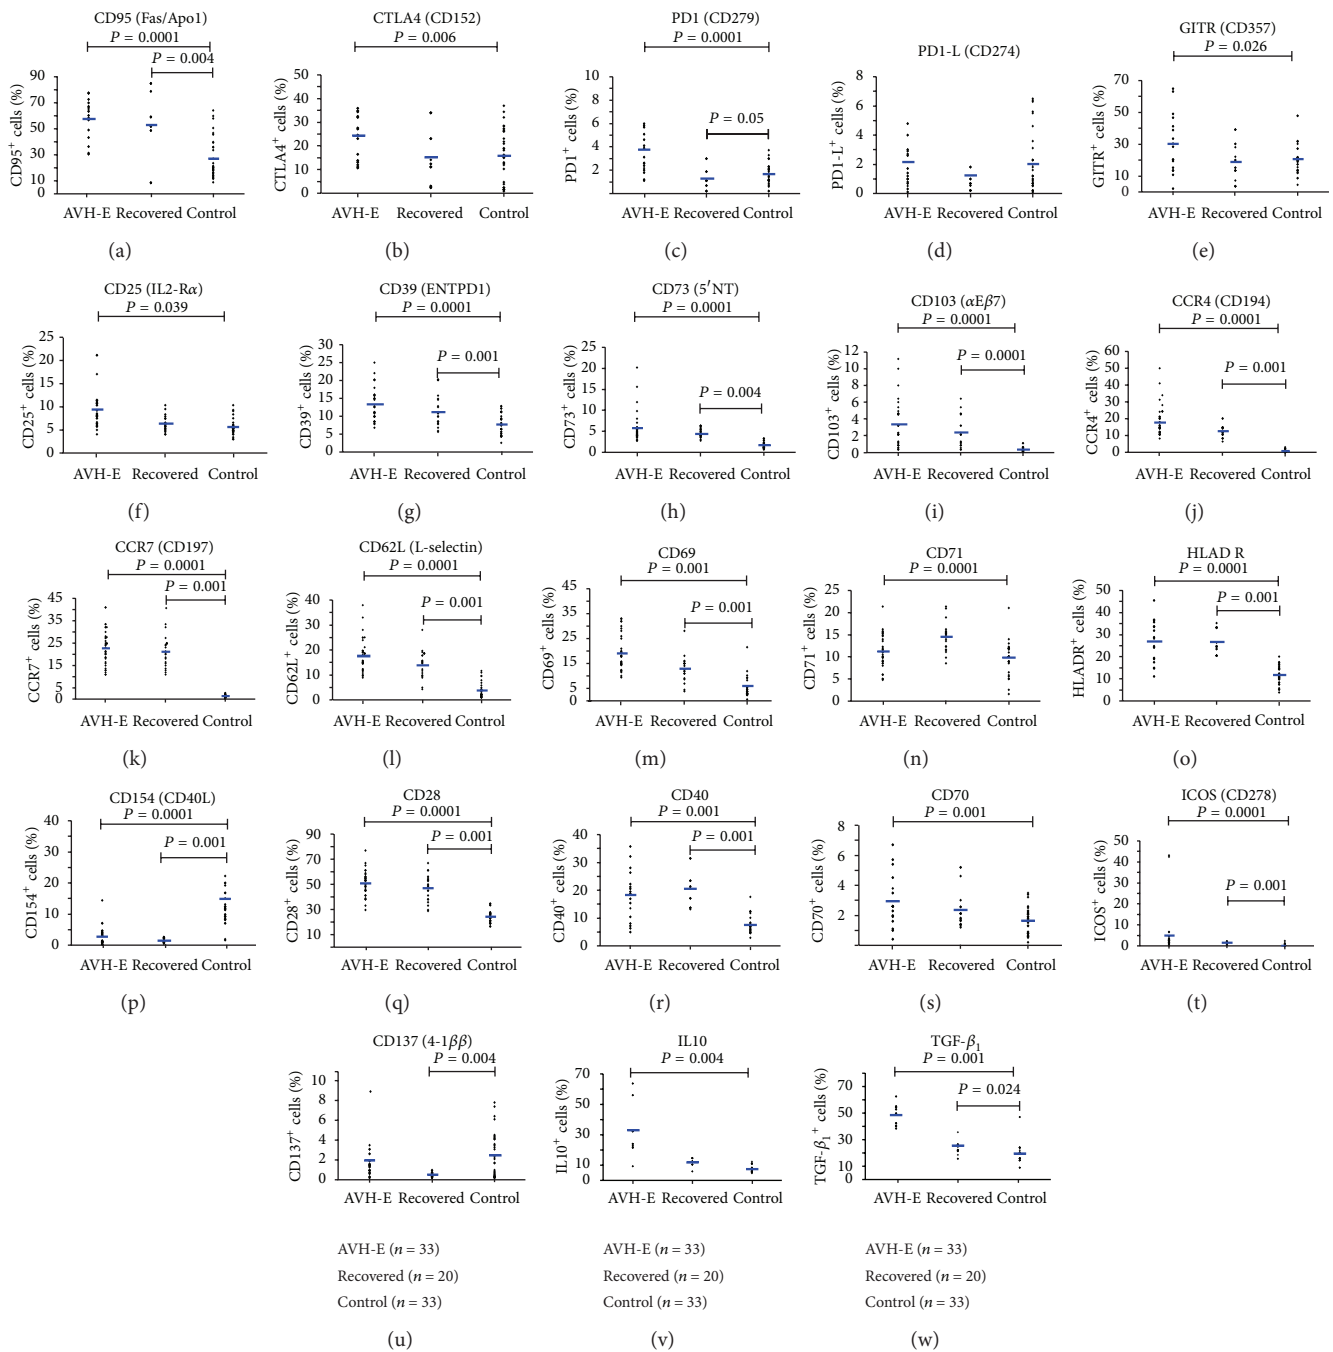 CD95 (Fas/Apo1)
P = 0.0001
P = 0.004
90
70
50
30
10
0
CD95+ cells (%)
AVH-E Recovered Control
(a)
CTLA4 (CD152)
P = 0.006
50
40
30
20
10
0
CTLA4+ cells (%)
AVH-E Recovered Control
(b)
PD1 (CD279)
P = 0.0001
P = 0.05
10
8
6
4
2
PD1+ cells (%)
AVH-E Recovered Control
(c)
PD1-L (CD274)
8
6
4
2
0
PD1-L+ cells (%)
AVH-E Recovered Control
(d)
GITR (CD357)
P = 0.026
70
60
50
40
30
20
10
0
GITR+ cells (%)
AVH-E Recovered Control
(e)
CD25 (IL2-Rα)
P = 0.039
25
20
15
10
5
0
CD25+ cells (%)
AVH-E Recovered Control
(f)
CD39 (ENTPD1)
P = 0.0001
P = 0.001
30
25
20
15
10
5
0
CD39+ cells (%)
AVH-E Recovered Control
(g)
CD73 (5′NT)
P = 0.0001
P = 0.004
25
20
15
10
5
0
CD73+ cells (%)
AVH-E Recovered Control
(h)
CD103 (αEβ7)
P = 0.0001
P = 0.0001
12
10
8
6
4
2
0
CD103+ cells (%)
AVH-E Recovered Control
(i)
CCR4 (CD194)
P = 0.0001
P = 0.001
60
50
40
30
20
10
0
CCR4+ cells (%)
AVH-E Recovered Control
(j)
CCR7 (CD197)
P = 0.0001
P = 0.001
45
35
25
15
5
0
CCR7+ cells (%)
AVH-E Recovered Control
(k)
CD62L (L-selectin)
P = 0.0001
P = 0.001
40
30
20
10
0
CD62L+ cells (%)
AVH-E Recovered Control
(l)
CD69
P = 0.001
P = 0.001
45
35
25
15
5
0
CD69+ cells (%)
AVH-E Recovered Control
(m)
CD71
P = 0.0001
25
20
15
10
5
0
CD71+ cells (%)
AVH-E Recovered Control
(n)
HLAD R
P = 0.0001
P = 0.001
50
40
30
20
10
0
HLADR+ cells (%)
AVH-E Recovered Control
(o)
CD154 (CD40L)
P = 0.0001
P = 0.001
40
30
20
10
0
CD154+ cells (%)
AVH-E Recovered Control
(p)
CD28
P = 0.0001
P = 0.001
90
70
50
30
10
CD28+ cells (%)
AVH-E Recovered Control
(q)
CD40
P = 0.001
P = 0.001
40
30
20
10
0
CD40+ cells (%)
AVH-E Recovered Control
(r)
CD70
P = 0.001
8
6
4
2
CD70+ cells (%)
AVH-E Recovered Control
(s)
ICOS (CD278)
P = 0.0001
P = 0.001
50
40
30
20
10
0
ICOS+ cells (%)
AVH-E Recovered Control
(t)
CD137 (4-1ββ)
P = 0.004
10
8
6
4
2
0
CD137+ cells (%)
AVH-E Recovered Control
AVH-E (n = 33)
Recovered (n = 20)
Control (n = 33)
(u)
IL10
P = 0.004
70
50
30
10
0
IL10+ cells (%)
AVH-E Recovered Control
AVH-E (n = 33)
Recovered (n = 20)
Control (n = 33)
(v)
TGF-β1
P = 0.001
P = 0.024
70
50
30
10
0
TGF-β1+ cells (%)
AVH-E Recovered Control
AVH-E (n = 33)
Recovered (n = 20)
Control (n = 33)
(w)